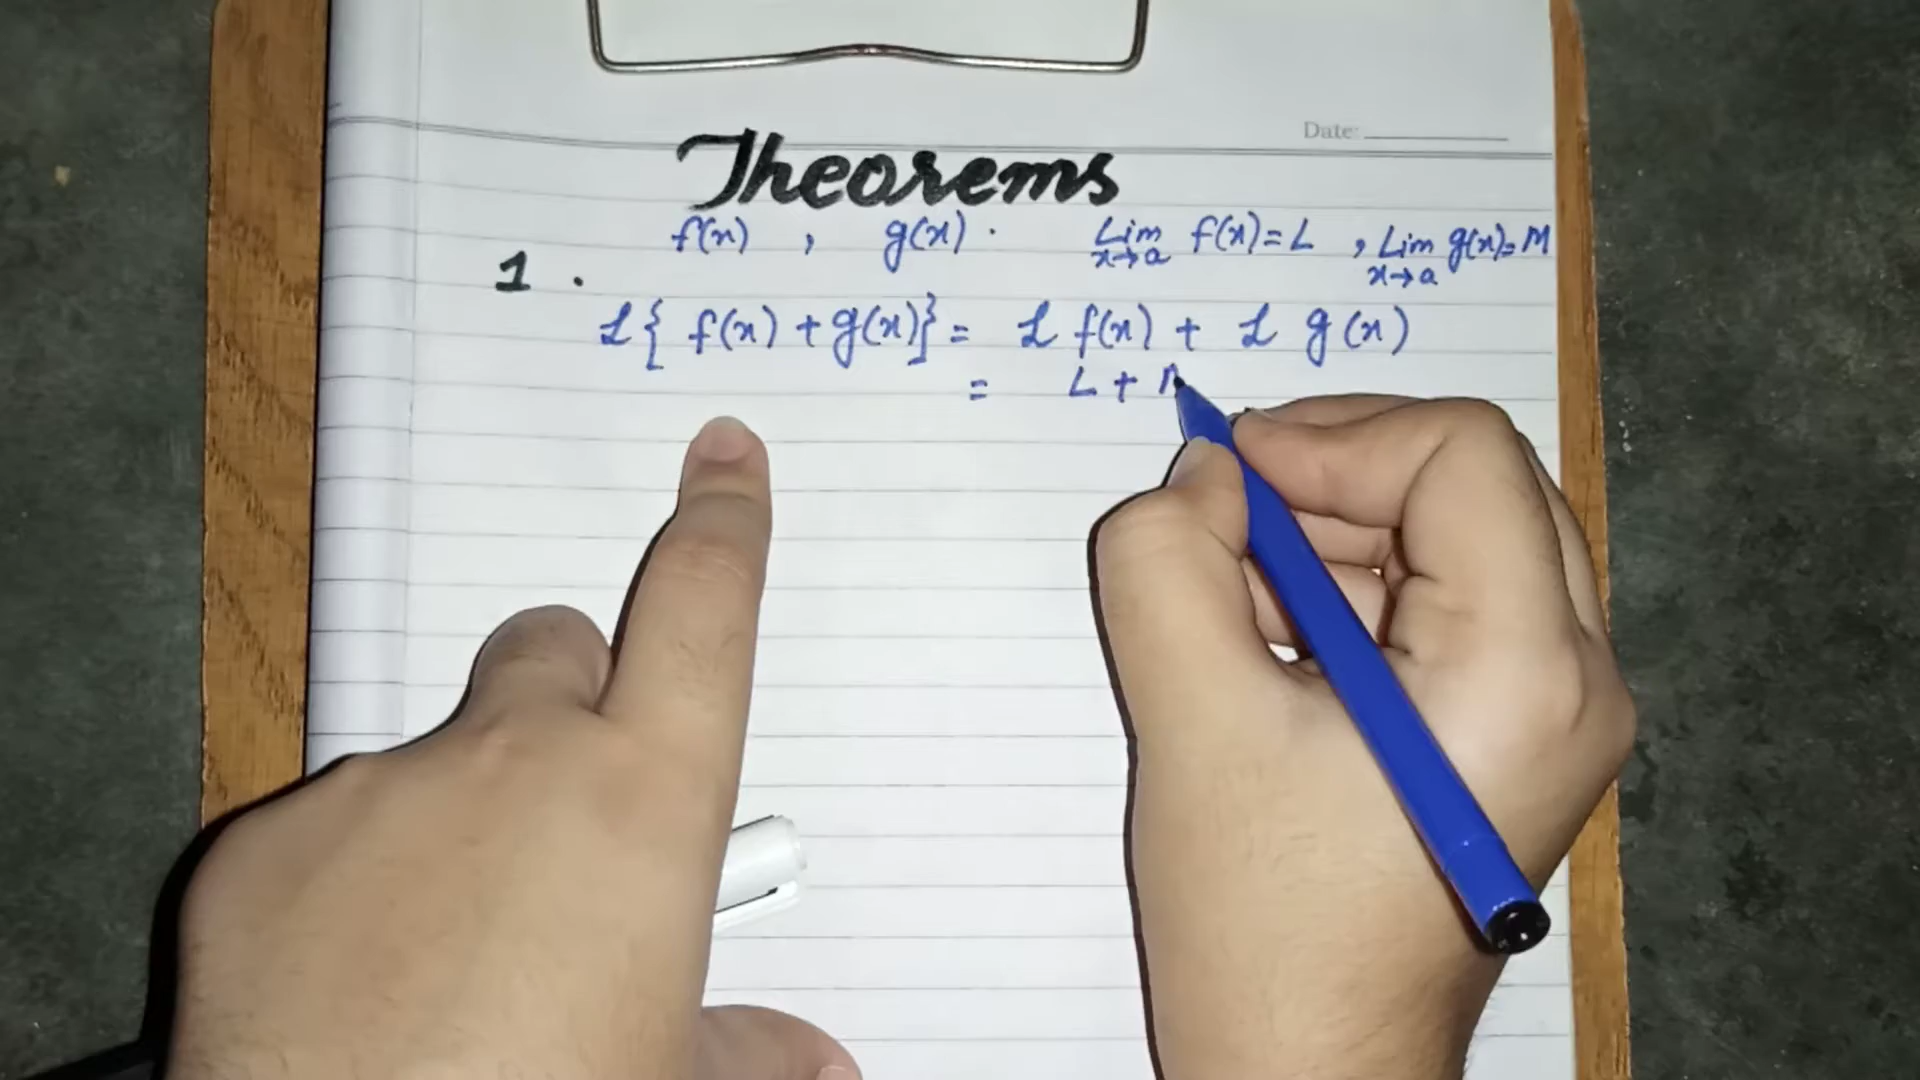 Date:
Theorems
f(x) , g(x) . Lim x→a f(x)=L , Lim x→a g(x)=M
1 .
L{ f(x) + g(x)} = L f(x) + L g(x)
= L + M